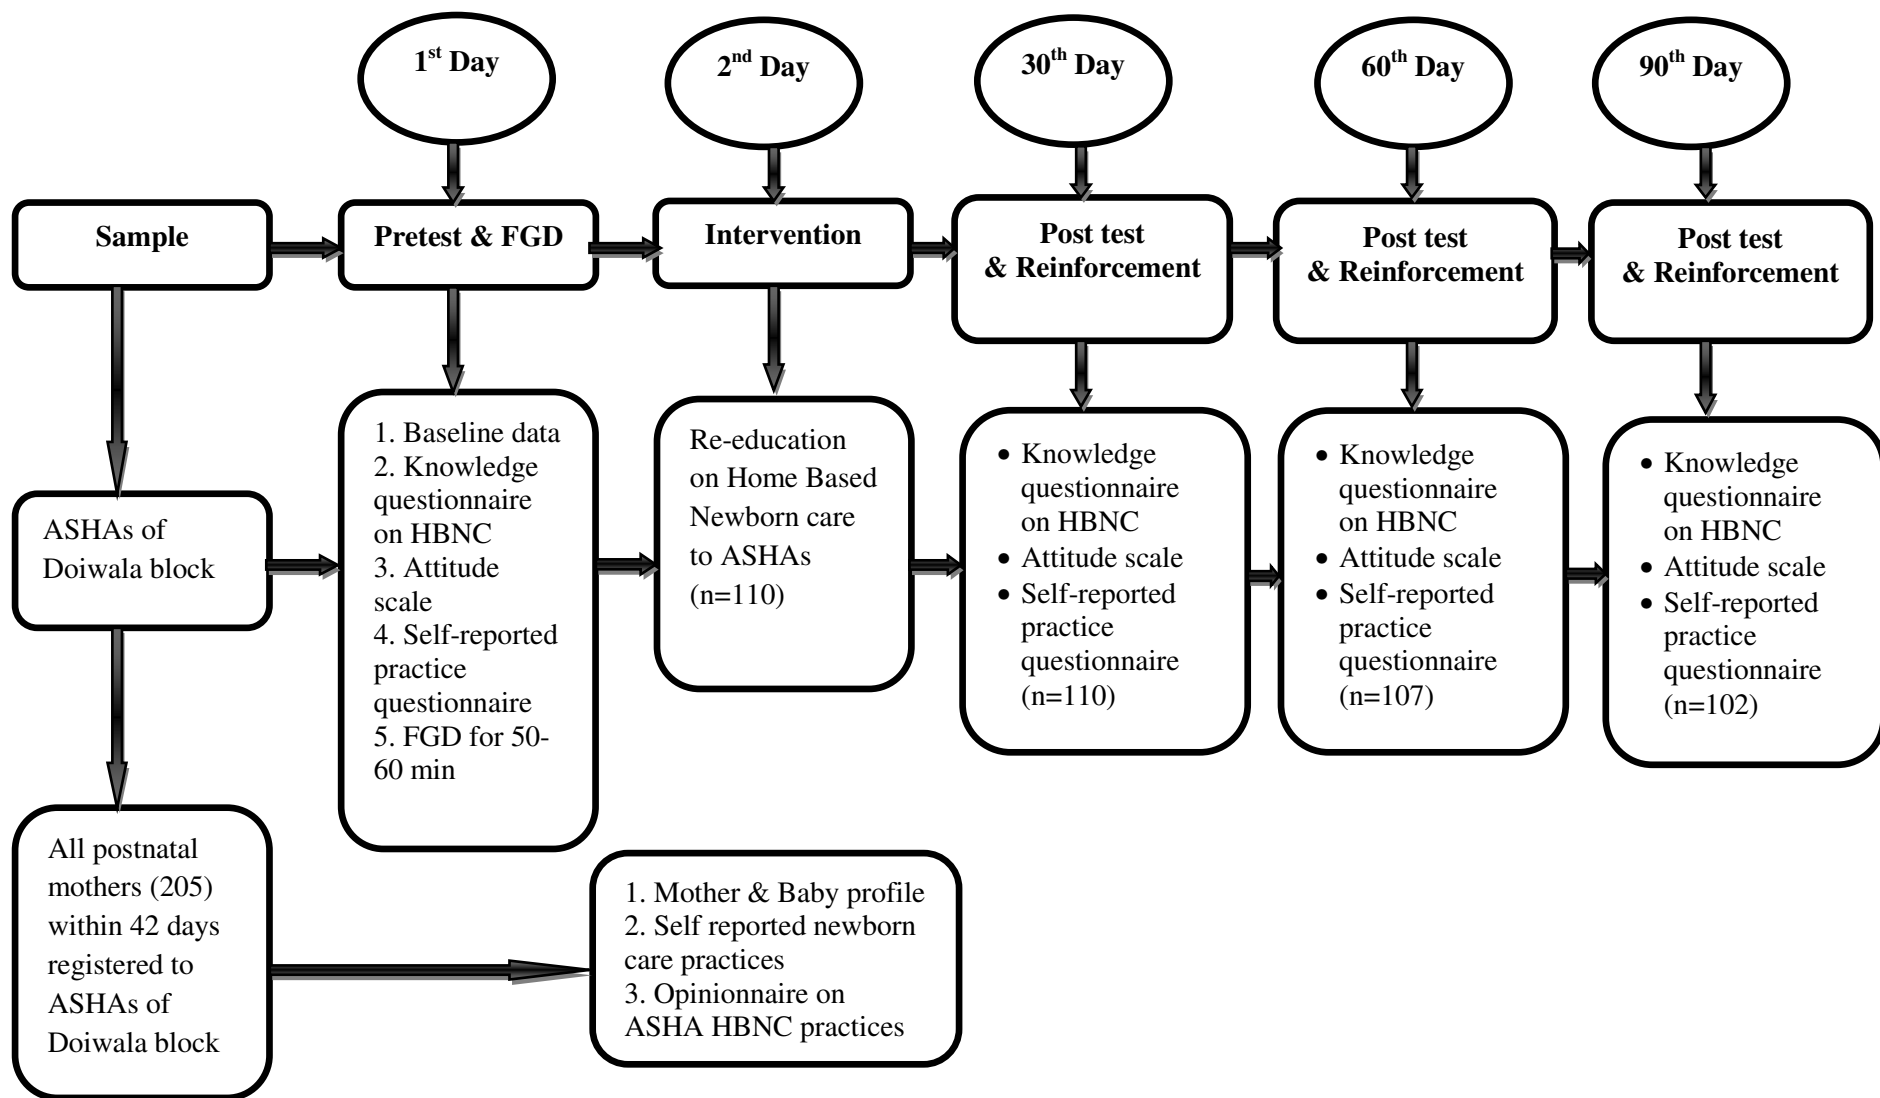 1st Day
2nd Day
30th Day
60th Day
90th Day
Sample
Pretest & FGD
Intervention
Post test
& Reinforcement
Post test
& Reinforcement
Post test
& Reinforcement
ASHAs of
Doiwala block
1. Baseline data
2. Knowledge
questionnaire
on HBNC
3. Attitude
scale
4. Self-reported
practice
questionnaire
5. FGD for 50-
60 min
Re-education
on Home Based
Newborn care
to ASHAs
(n=110)
• Knowledge
questionnaire
on HBNC
• Attitude scale
• Self-reported
practice
questionnaire
(n=110)
• Knowledge
questionnaire
on HBNC
• Attitude scale
• Self-reported
practice
questionnaire
(n=107)
• Knowledge
questionnaire
on HBNC
• Attitude scale
• Self-reported
practice
questionnaire
(n=102)
All postnatal
mothers (205)
within 42 days
registered to
ASHAs of
Doiwala block
1. Mother & Baby profile
2. Self reported newborn
care practices
3. Opinionnaire on
ASHA HBNC practices